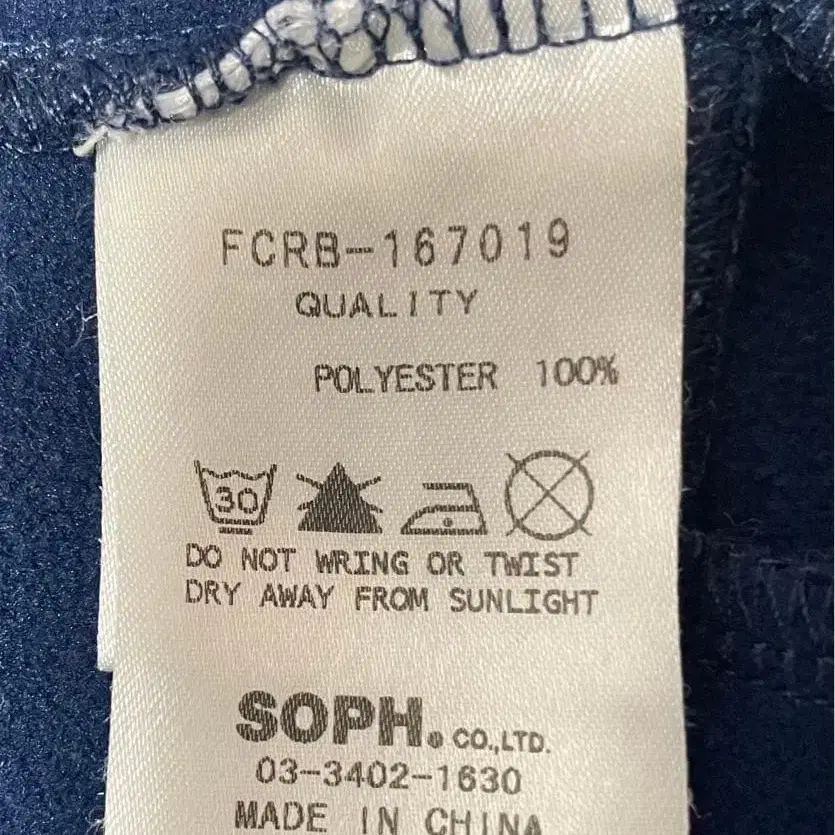 FCRB-167019
QUALITY
POLYESTER 100%
30
DO NOT WRING OR TWIST
DRY AWAY FROM SUNLIGHT
SOPH. CO.,LTD.
03-3402-1630
MADE IN CHINA